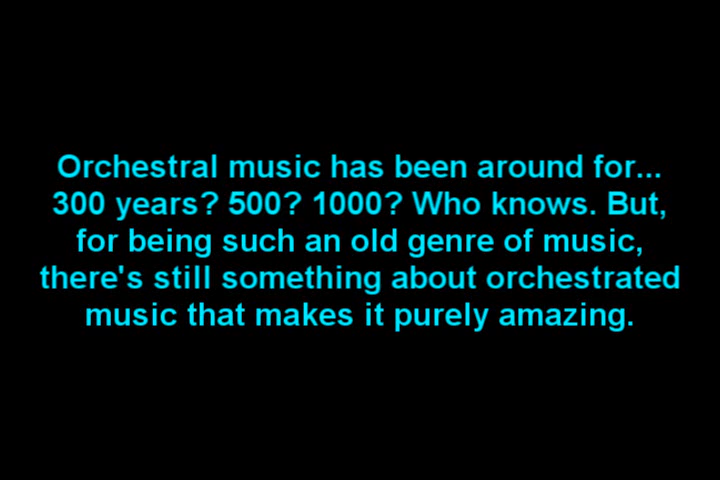 Orchestral music has been around for...
300 years? 500? 1000? Who knows. But,
for being such an old genre of music,
there's still something about orchestrated
music that makes it purely amazing.